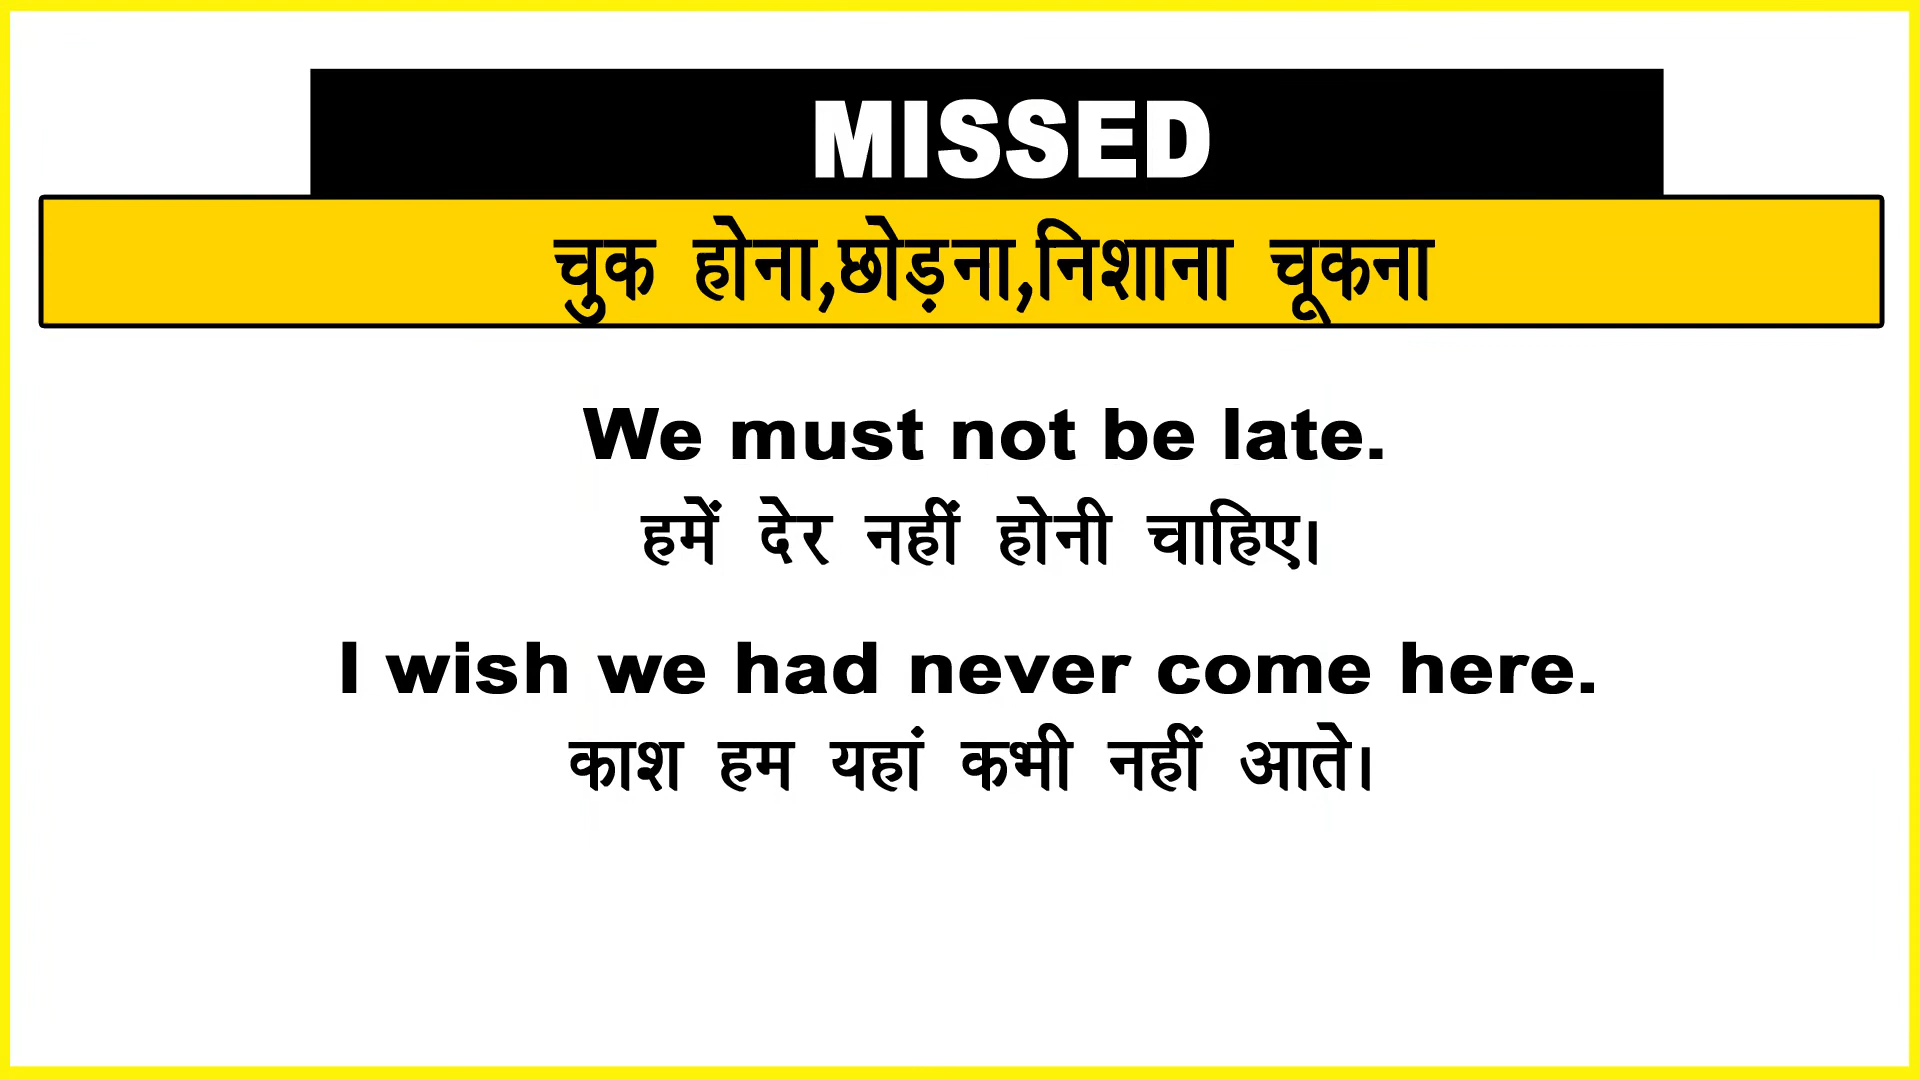 MISSED
चुक होना,छोड़ना,निशाना चूकना
We must not be late.
हमें देर नहीं होनी चाहिए।
I wish we had never come here.
काश हम यहां कभी नहीं आते।